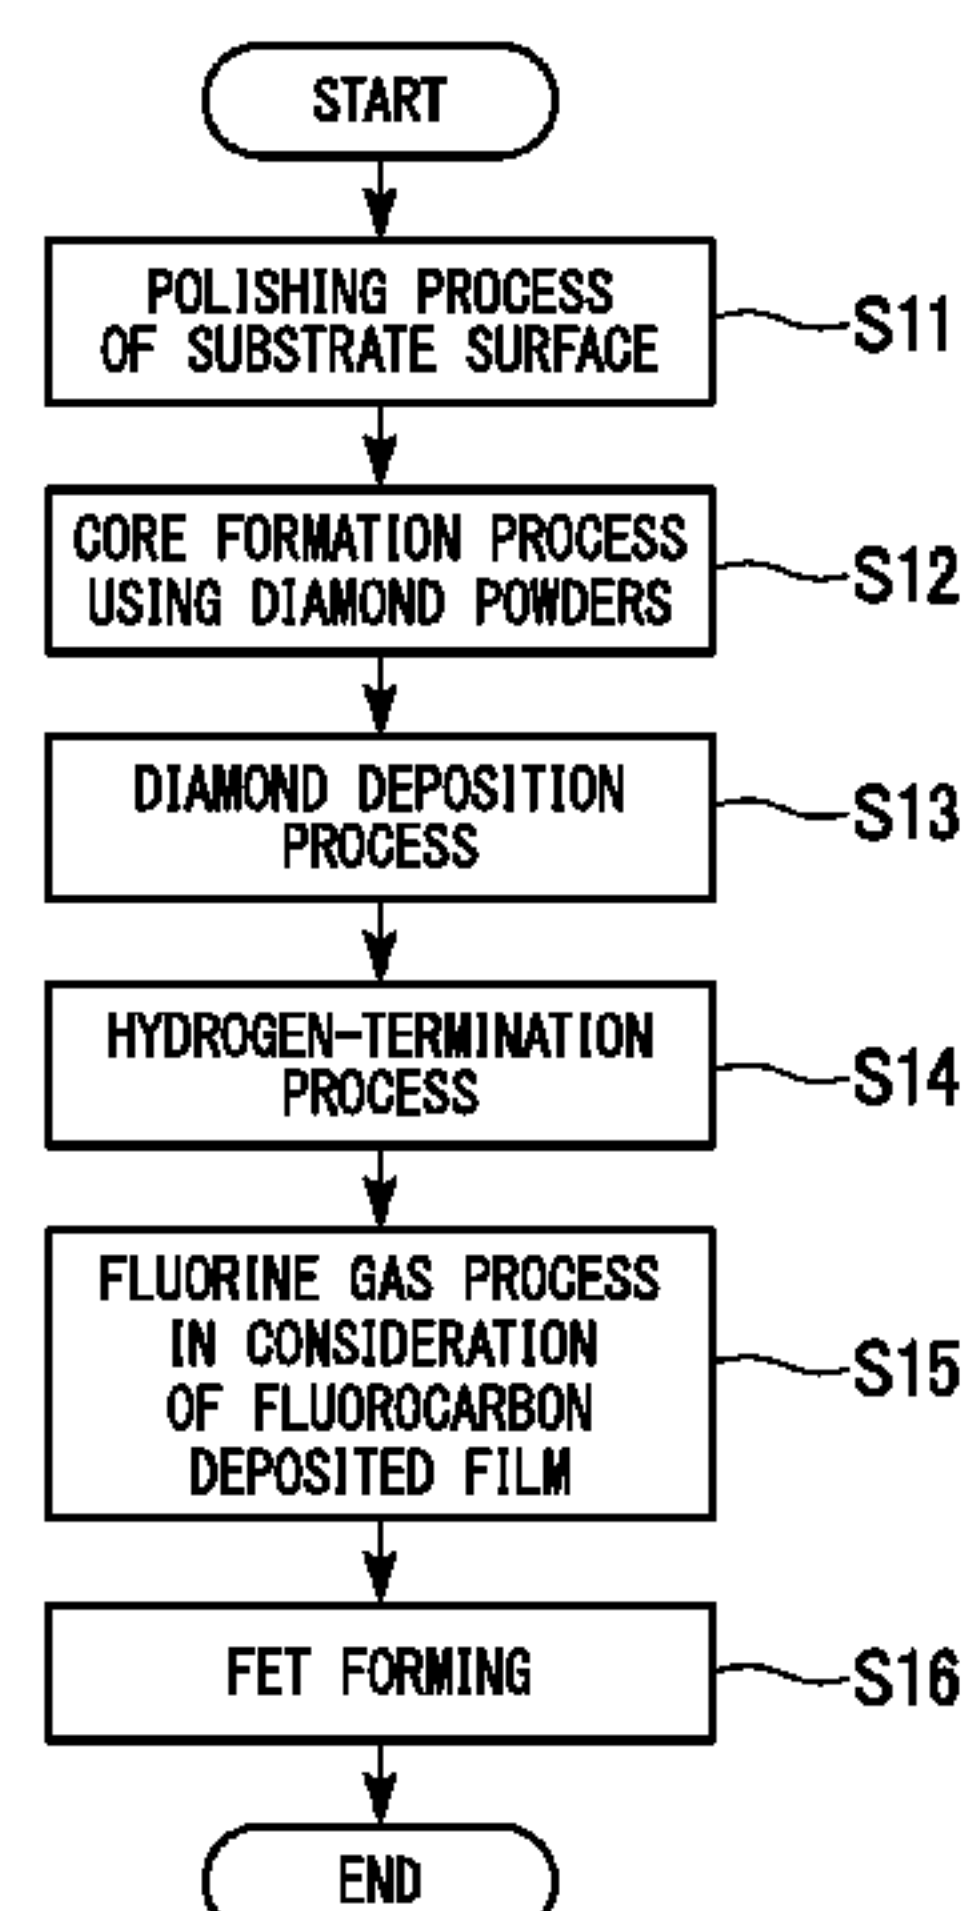 START
POLISHING PROCESS
OF SUBSTRATE SURFACE
S11
CORE FORMATION PROCESS
USING DIAMOND POWDERS
S12
DIAMOND DEPOSITION
PROCESS
S13
HYDROGEN-TERMINATION
PROCESS
S14
FLUORINE GAS PROCESS
IN CONSIDERATION
OF FLUOROCARBON
DEPOSITED FILM
S15
FET FORMING
S16
END